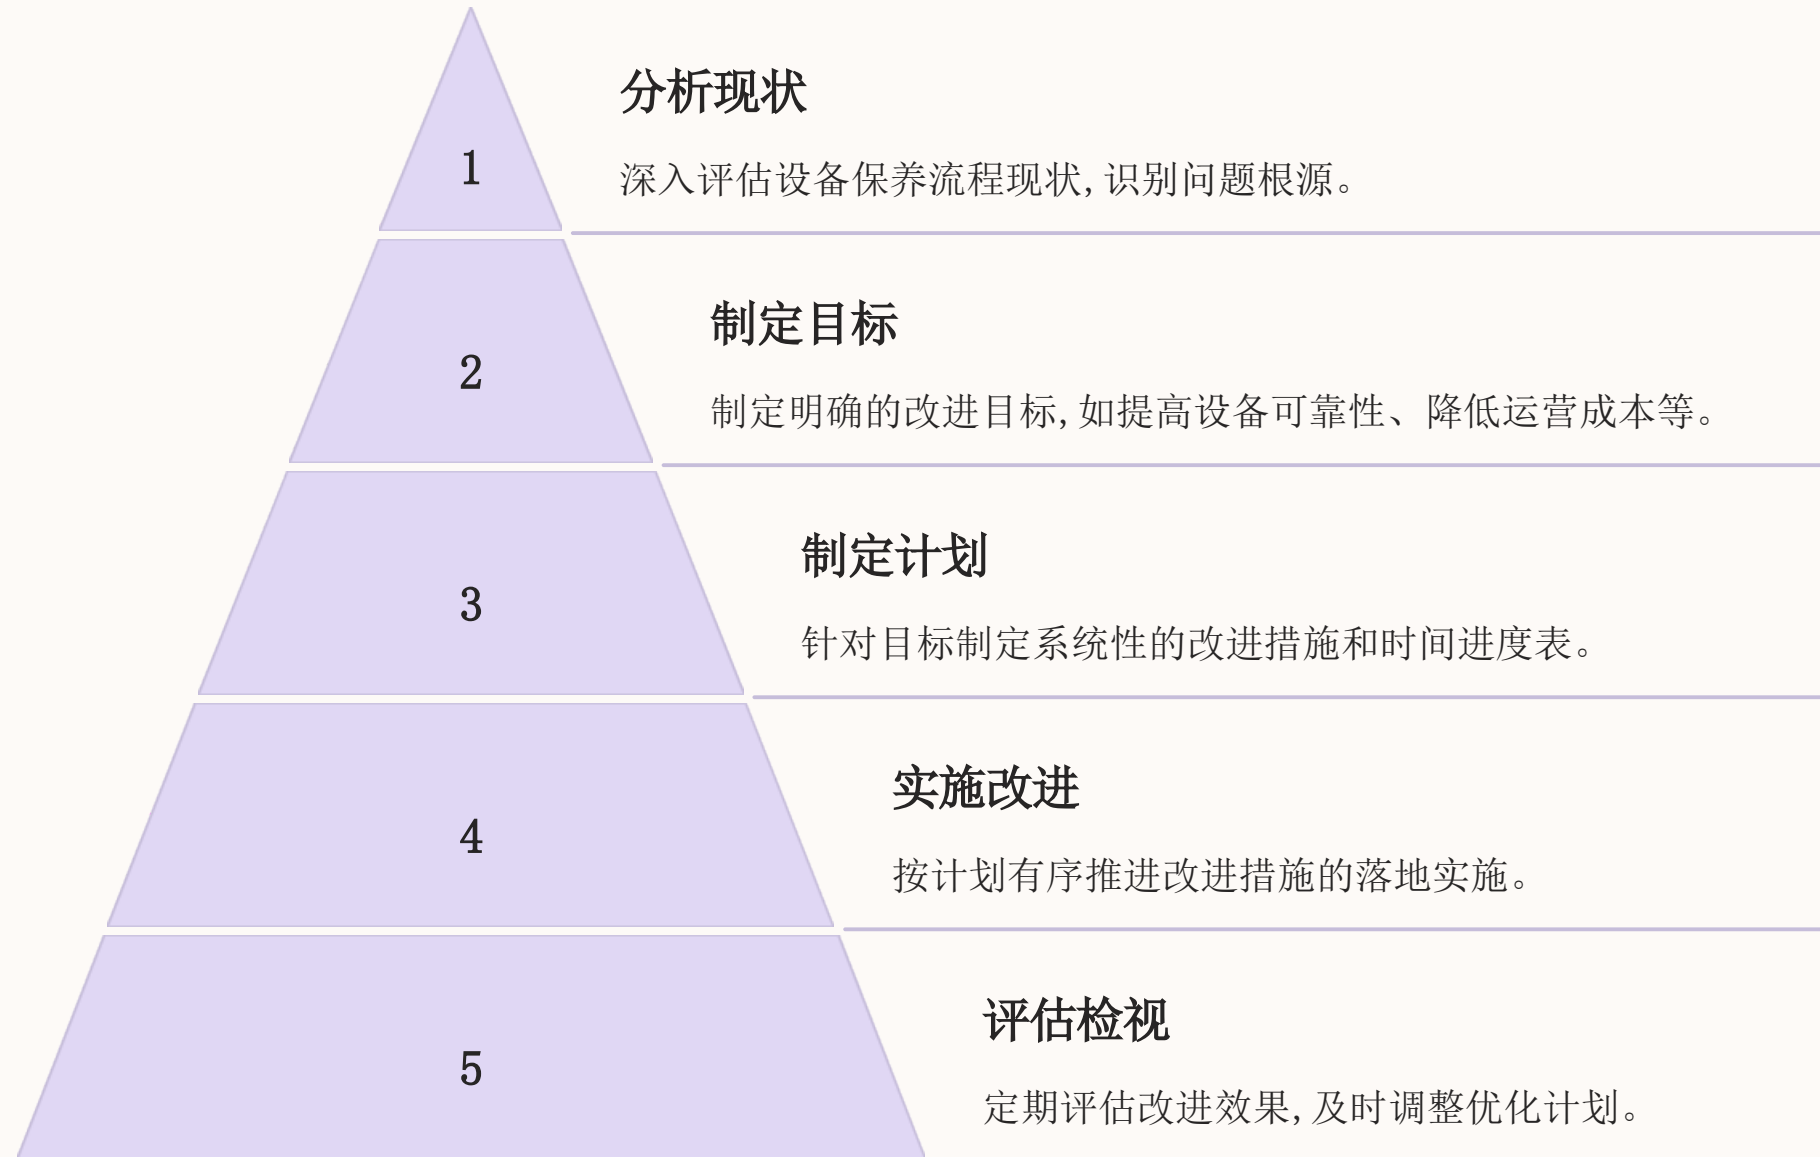 1
分析现状
深入评估设备保养流程现状,识别问题根源。
2
制定目标
制定明确的改进目标,如提高设备可靠性、降低运营成本等。
3
制定计划
针对目标制定系统性的改进措施和时间进度表。
4
实施改进
按计划有序推进改进措施的落地实施。
5
评估检视
定期评估改进效果,及时调整优化计划。